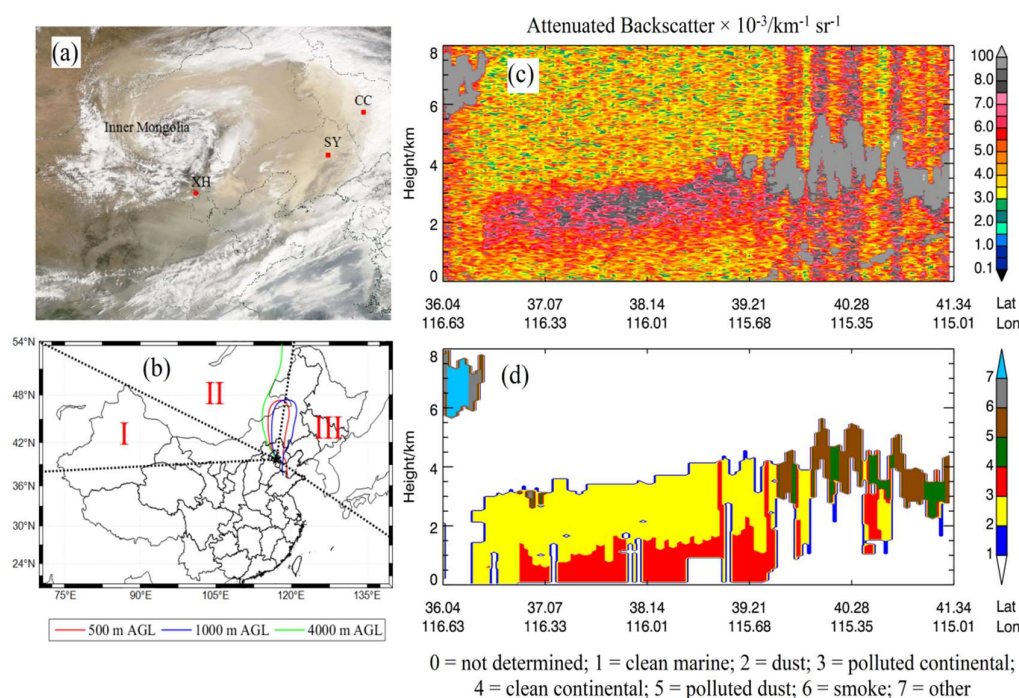 (a)
CC
Inner Mongolia
SY
XH
54°N
48°N
42°N
36°N
30°N
24°N
(b)
I
II
III
75°E
90°E
105°E
120°E
135°E
500 m AGL 1000 m AGL 4000 m AGL
Attenuated Backscatter × 10⁻³/km⁻¹ sr⁻¹
(c)
Height/km
8
6
4
2
0
100
8.0
7.0
6.0
5.0
4.0
3.0
2.0
1.0
0.1
36.04 37.07 38.14 39.21 40.28 41.34 Lat
116.63 116.33 116.01 115.68 115.35 115.01 Lon
(d)
Height/km
8
6
4
2
0
7
6
5
4
3
2
1
36.04 37.07 38.14 39.21 40.28 41.34 Lat
116.63 116.33 116.01 115.68 115.35 115.01 Lon
0 = not determined; 1 = clean marine; 2 = dust; 3 = polluted continental;
4 = clean continental; 5 = polluted dust; 6 = smoke; 7 = other